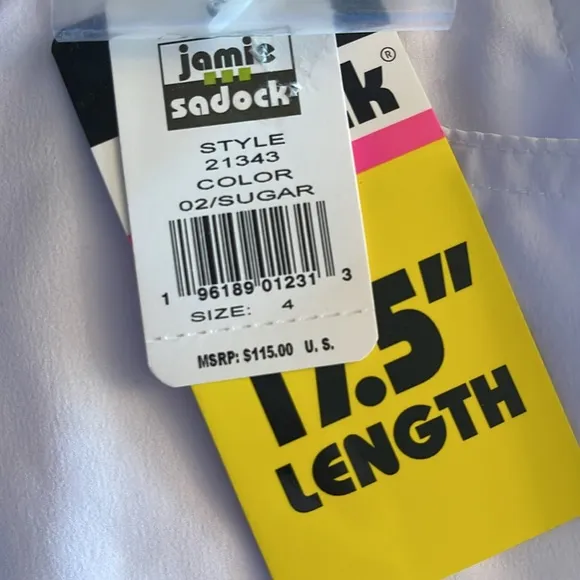 jamie
sadock
STYLE
21343
COLOR
02/SUGAR
1 96189 01231 3
SIZE: 4
MSRP: $115.00 U. S.
k®
17.5"
LENGTH